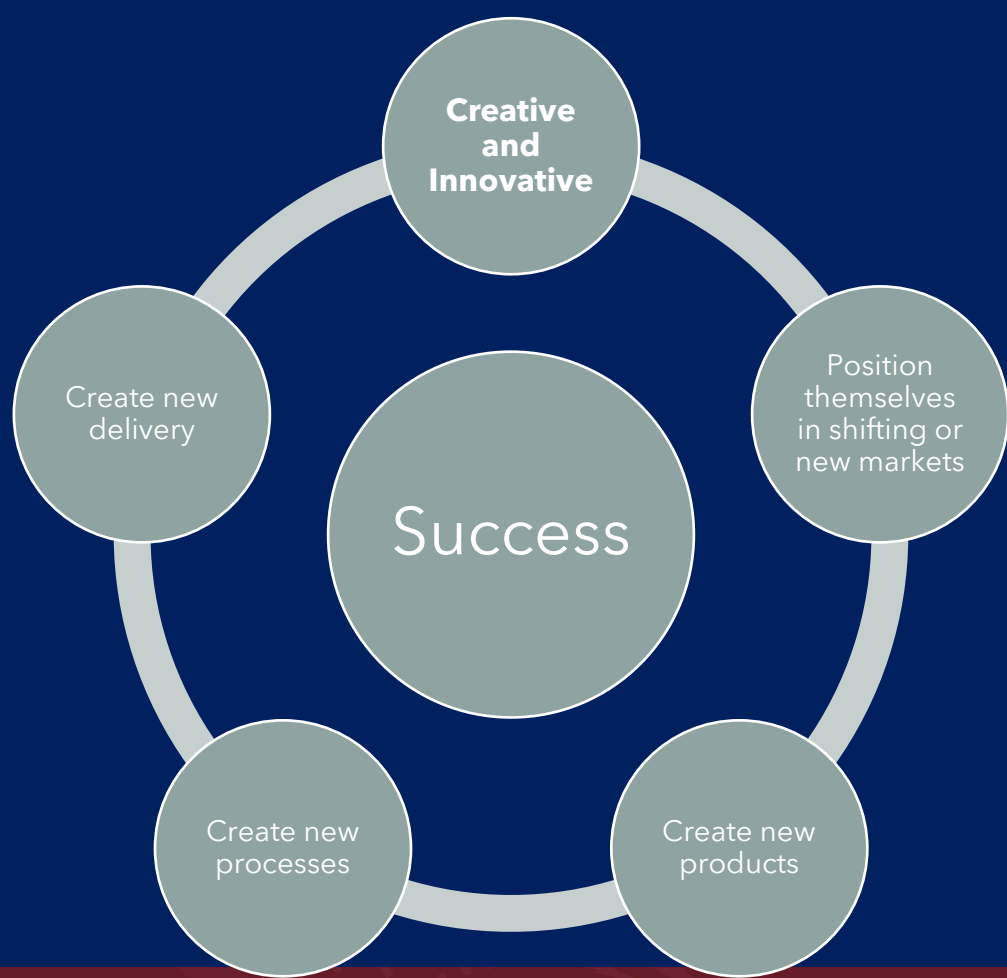 Creative
and
Innovative
Position
themselves
in shifting or
new markets
Create new
products
Create new
processes
Create new
delivery
Success